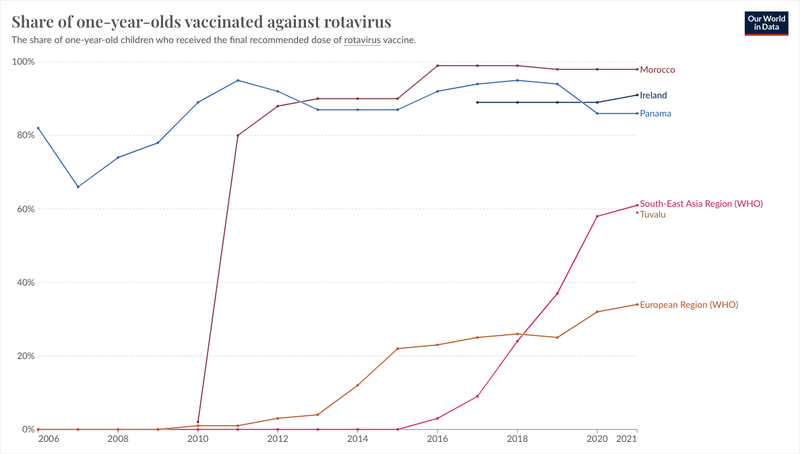 Share of one-year-olds vaccinated against rotavirus
Our World
in Data
The share of one-year-old children who received the final recommended dose of rotavirus vaccine.
100%
80%
60%
40%
20%
0%
Morocco
Ireland
Panama
South-East Asia Region (WHO)
Tuvalu
European Region (WHO)
2006 2008 2010 2012 2014 2016 2018 2020 2021